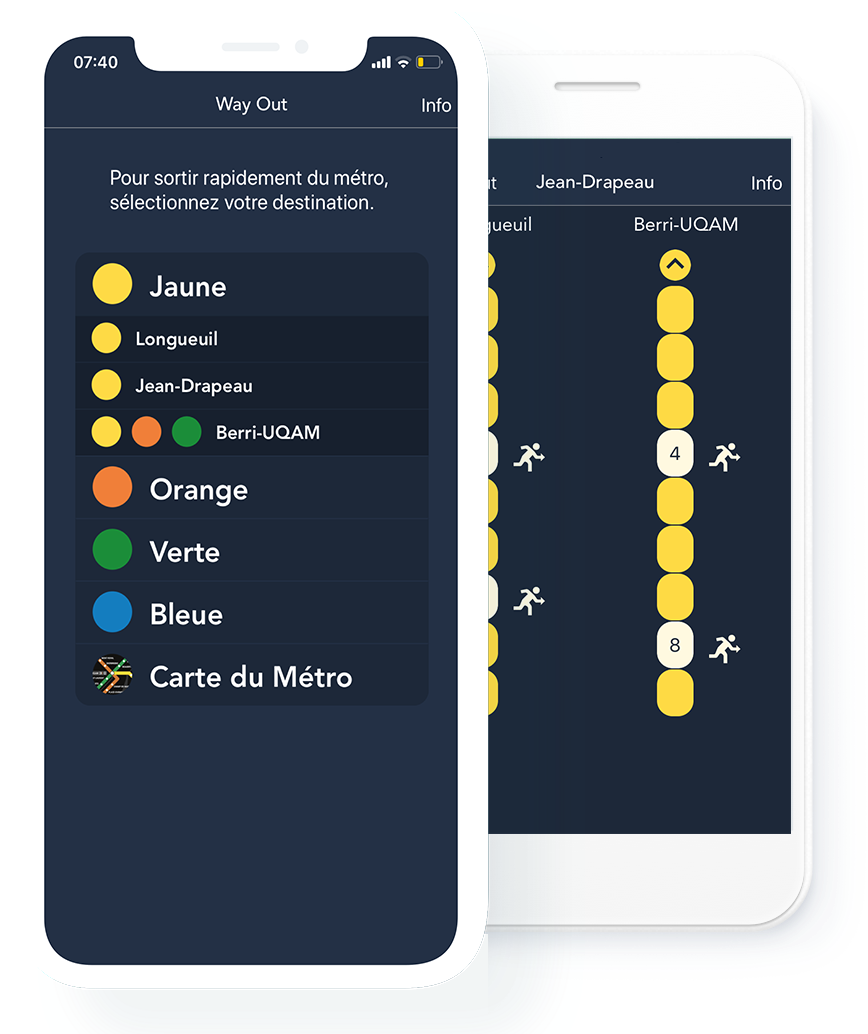 07:40
Way Out
Info
Pour sortir rapidement du métro,
sélectionnez votre destination.
Jaune
Longueuil
Jean-Drapeau
Berri-UQAM
Orange
Verte
Bleue
Carte du Métro
Jean-Drapeau
Info
gueuil
Berri-UQAM
4
8